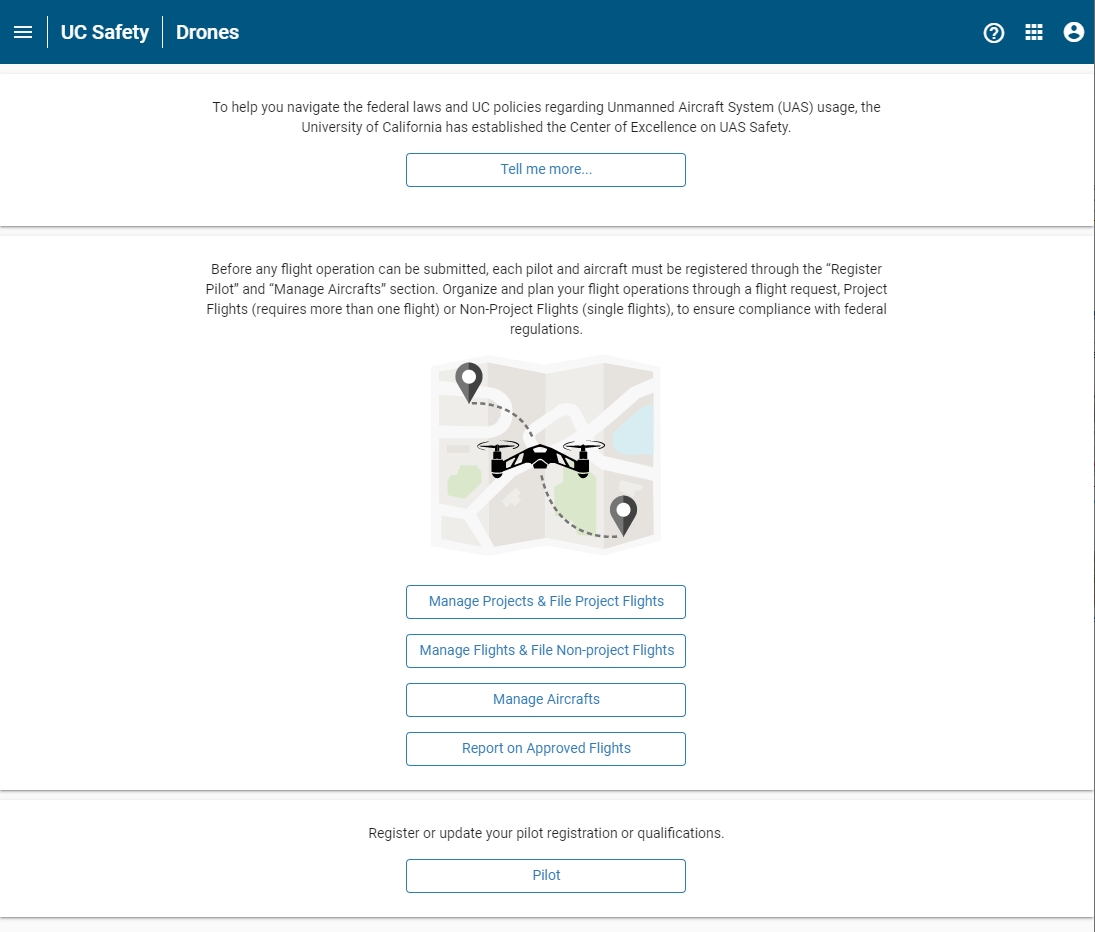 UC Safety Drones
To help you navigate the federal laws and UC policies regarding Unmanned Aircraft System (UAS) usage, the
University of California has established the Center of Excellence on UAS Safety.
Tell me more...
Before any flight operation can be submitted, each pilot and aircraft must be registered through the “Register
Pilot” and “Manage Aircrafts” section. Organize and plan your flight operations through a flight request, Project
Flights (requires more than one flight) or Non-Project Flights (single flights), to ensure compliance with federal
regulations.
Manage Projects & File Project Flights
Manage Flights & File Non-project Flights
Manage Aircrafts
Report on Approved Flights
Register or update your pilot registration or qualifications.
Pilot